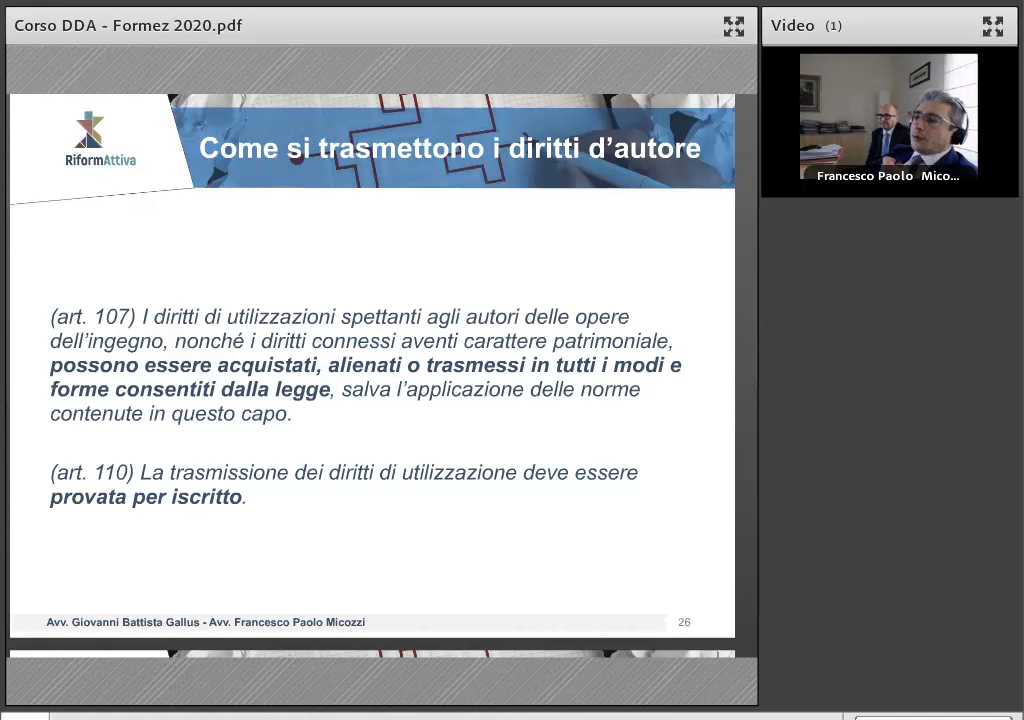 Corso DDA - Formez 2020.pdf
Video (1)
RiformAttiva
Come si trasmettono i diritti d'autore
Francesco Paolo Mico...
(art. 107) I diritti di utilizzazioni spettanti agli autori delle opere
dell'ingegno, nonché i diritti connessi aventi carattere patrimoniale,
possono essere acquistati, alienati o trasmessi in tutti i modi e
forme consentiti dalla legge, salva l'applicazione delle norme
contenute in questo capo.
(art. 110) La trasmissione dei diritti di utilizzazione deve essere
provata per iscritto.
Avv. Giovanni Battista Gallus - Avv. Francesco Paolo Micozzi
26